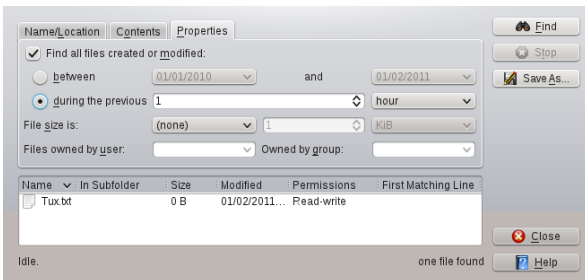 Name/Location Contents Properties
Find all files created or modified:
between 01/01/2010 and 01/02/2011
during the previous 1 hour
File size is: (none) 1 KiB
Files owned by user: Owned by group:
Name In Subfolder Size Modified Permissions First Matching Line
Tux.txt 0 B 01/02/2011... Read-write
Idle. one file found
Find
Stop
Save As...
Close
Help